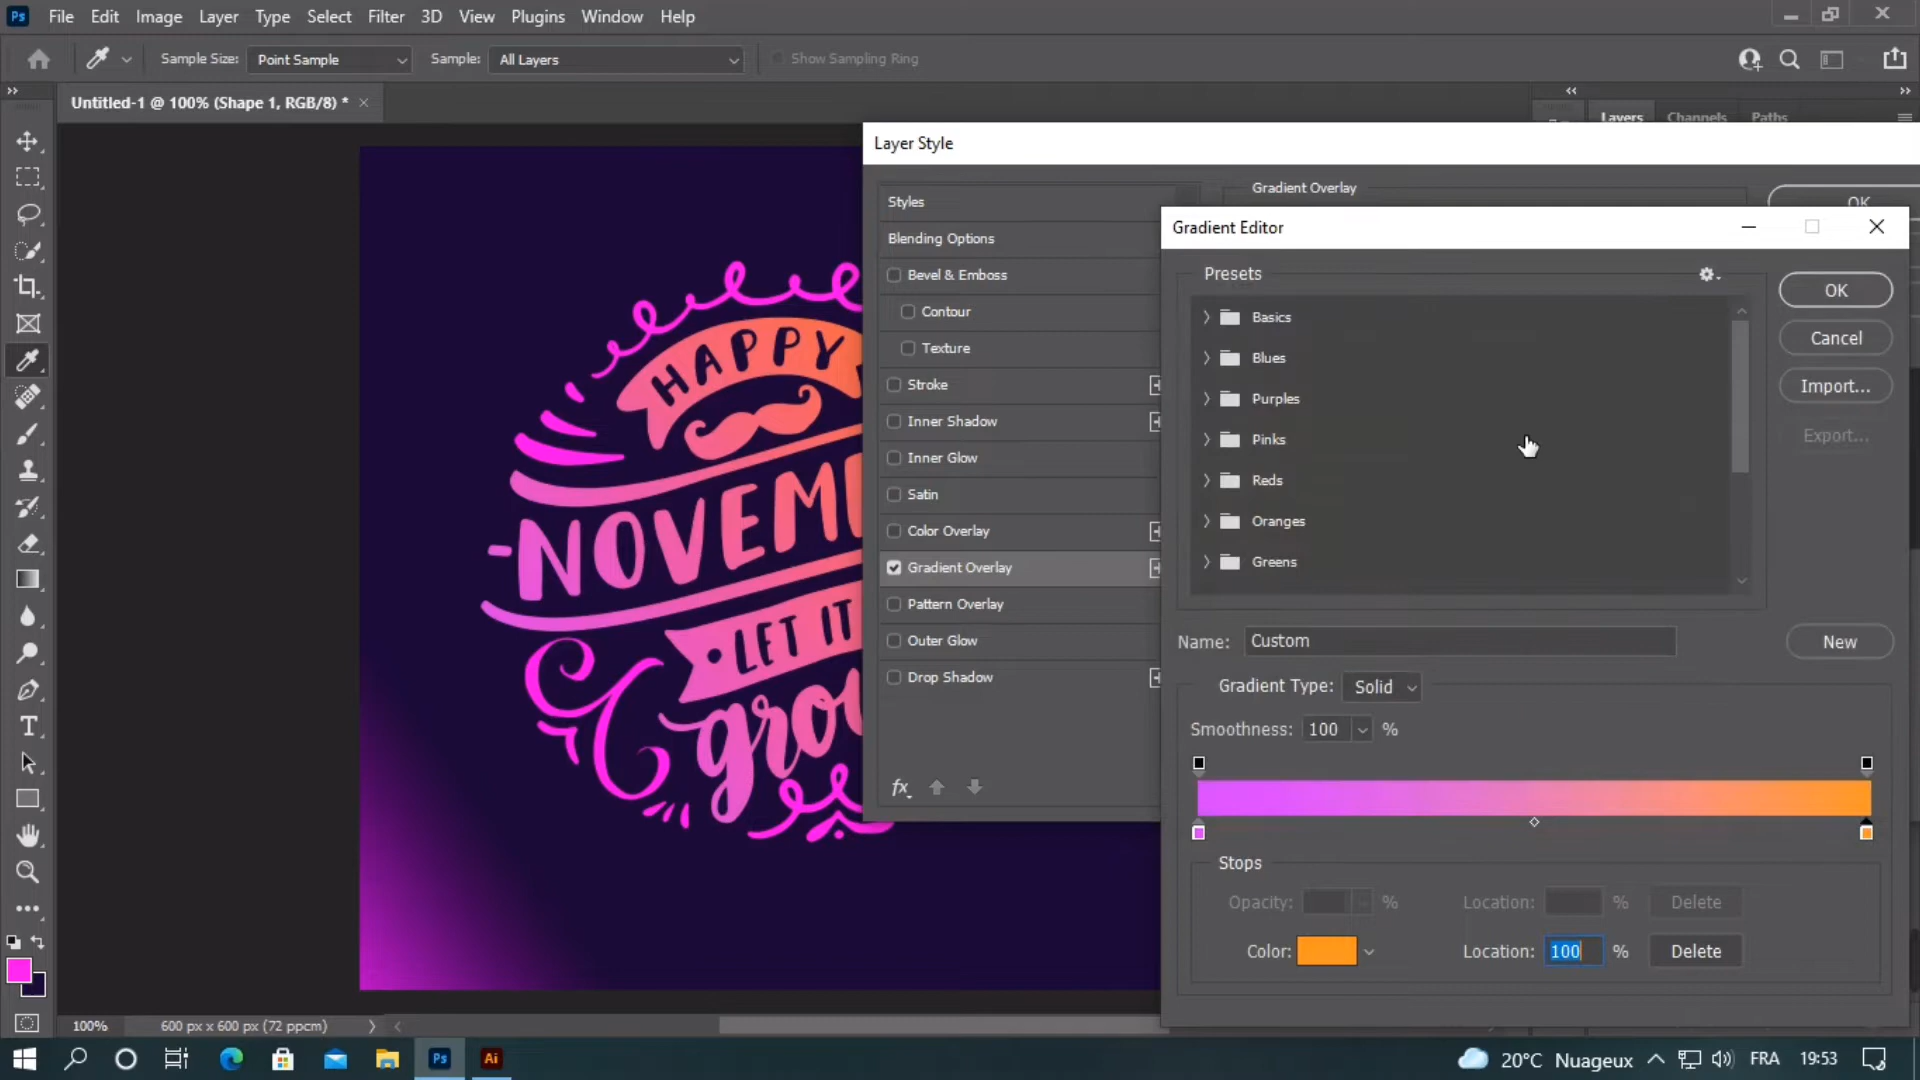 Ps File Edit Image Layer Type Select Filter 3D View Plugins Window Help
Sample Size: Point Sample Sample: All Layers Show Sampling Ring
Untitled-1 @ 100% (Shape 1, RGB/8) * ×
Layers Channels Paths
Layer Style
Styles
Blending Options
Bevel & Emboss
Contour
Texture
Stroke
Inner Shadow
Inner Glow
Satin
Color Overlay
Gradient Overlay
Pattern Overlay
Outer Glow
Drop Shadow
fx
Gradient Overlay
OK
Gradient Editor
Presets
Basics
Blues
Purples
Pinks
Reds
Oranges
Greens
OK
Cancel
Import...
Export...
Name: Custom
New
Gradient Type: Solid
Smoothness: 100 %
Stops
Opacity: % Location: % Delete
Color: Location: 100 % Delete
HAPPY
NOVEM
LET IT
100% 600 px x 600 px (72 ppcm)
Ps Ai 20°C Nuageux FRA 19:53